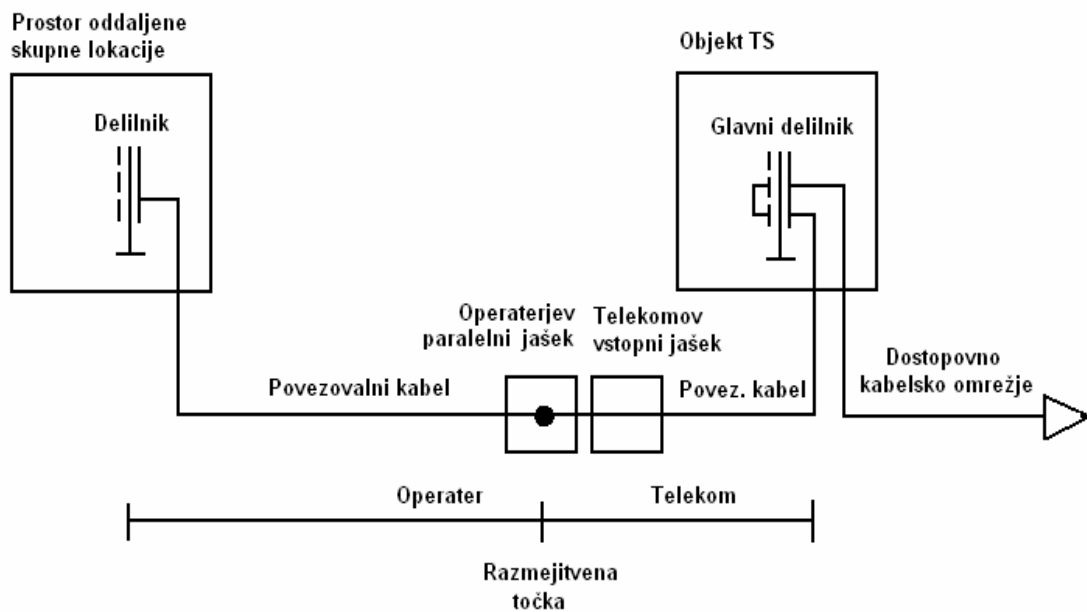 Prostor oddaljene
skupne lokacije
Objekt TS
Delilnik
Glavni delilnik
Operaterjev
paralelni jašek
Telekomov
vstopni jašek
Povezovalni kabel
Povez. kabel
Dostopovno
kabelsko omrežje
Operater
Telekom
Razmejitvena
točka